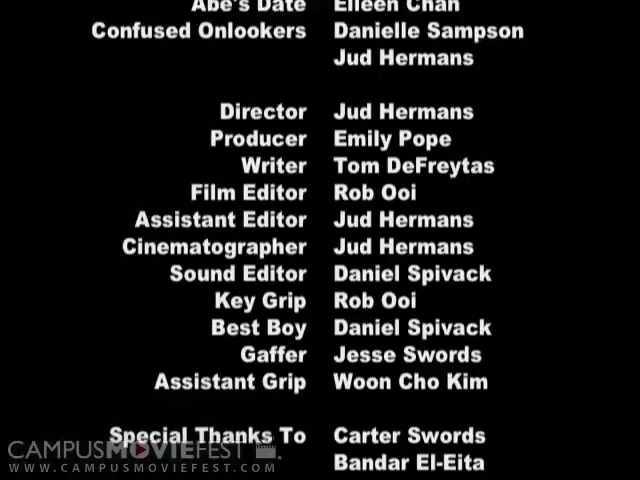 Abe's Date Eileen Chan
Confused Onlookers Danielle Sampson
Jud Hermans
Director Jud Hermans
Producer Emily Pope
Writer Tom DeFreytas
Film Editor Rob Ooi
Assistant Editor Jud Hermans
Cinematographer Jud Hermans
Sound Editor Daniel Spivack
Key Grip Rob Ooi
Best Boy Daniel Spivack
Gaffer Jesse Swords
Assistant Grip Woon Cho Kim
Special Thanks To Carter Swords
CAMPUSMOVIEFEST
Bandar El-Eita
WWW.CAMPUSMOVIEFEST.COM